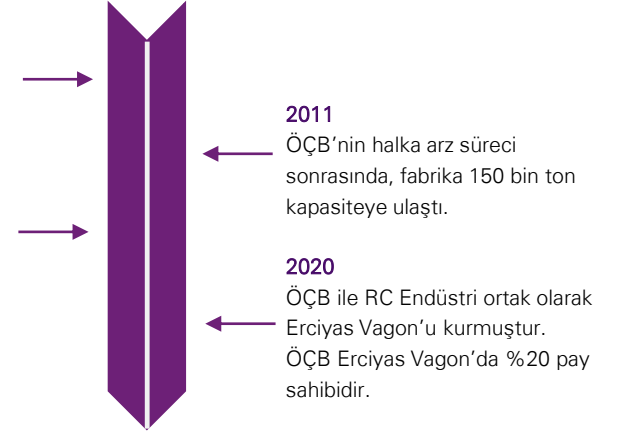 2011
ÖÇB’nin halka arz süreci
sonrasında, fabrika 150 bin ton
kapasiteye ulaştı.
2020
ÖÇB ile RC Endüstri ortak olarak
Erciyas Vagon’u kurmuştur.
ÖÇB Erciyas Vagon’da %20 pay
sahibidir.